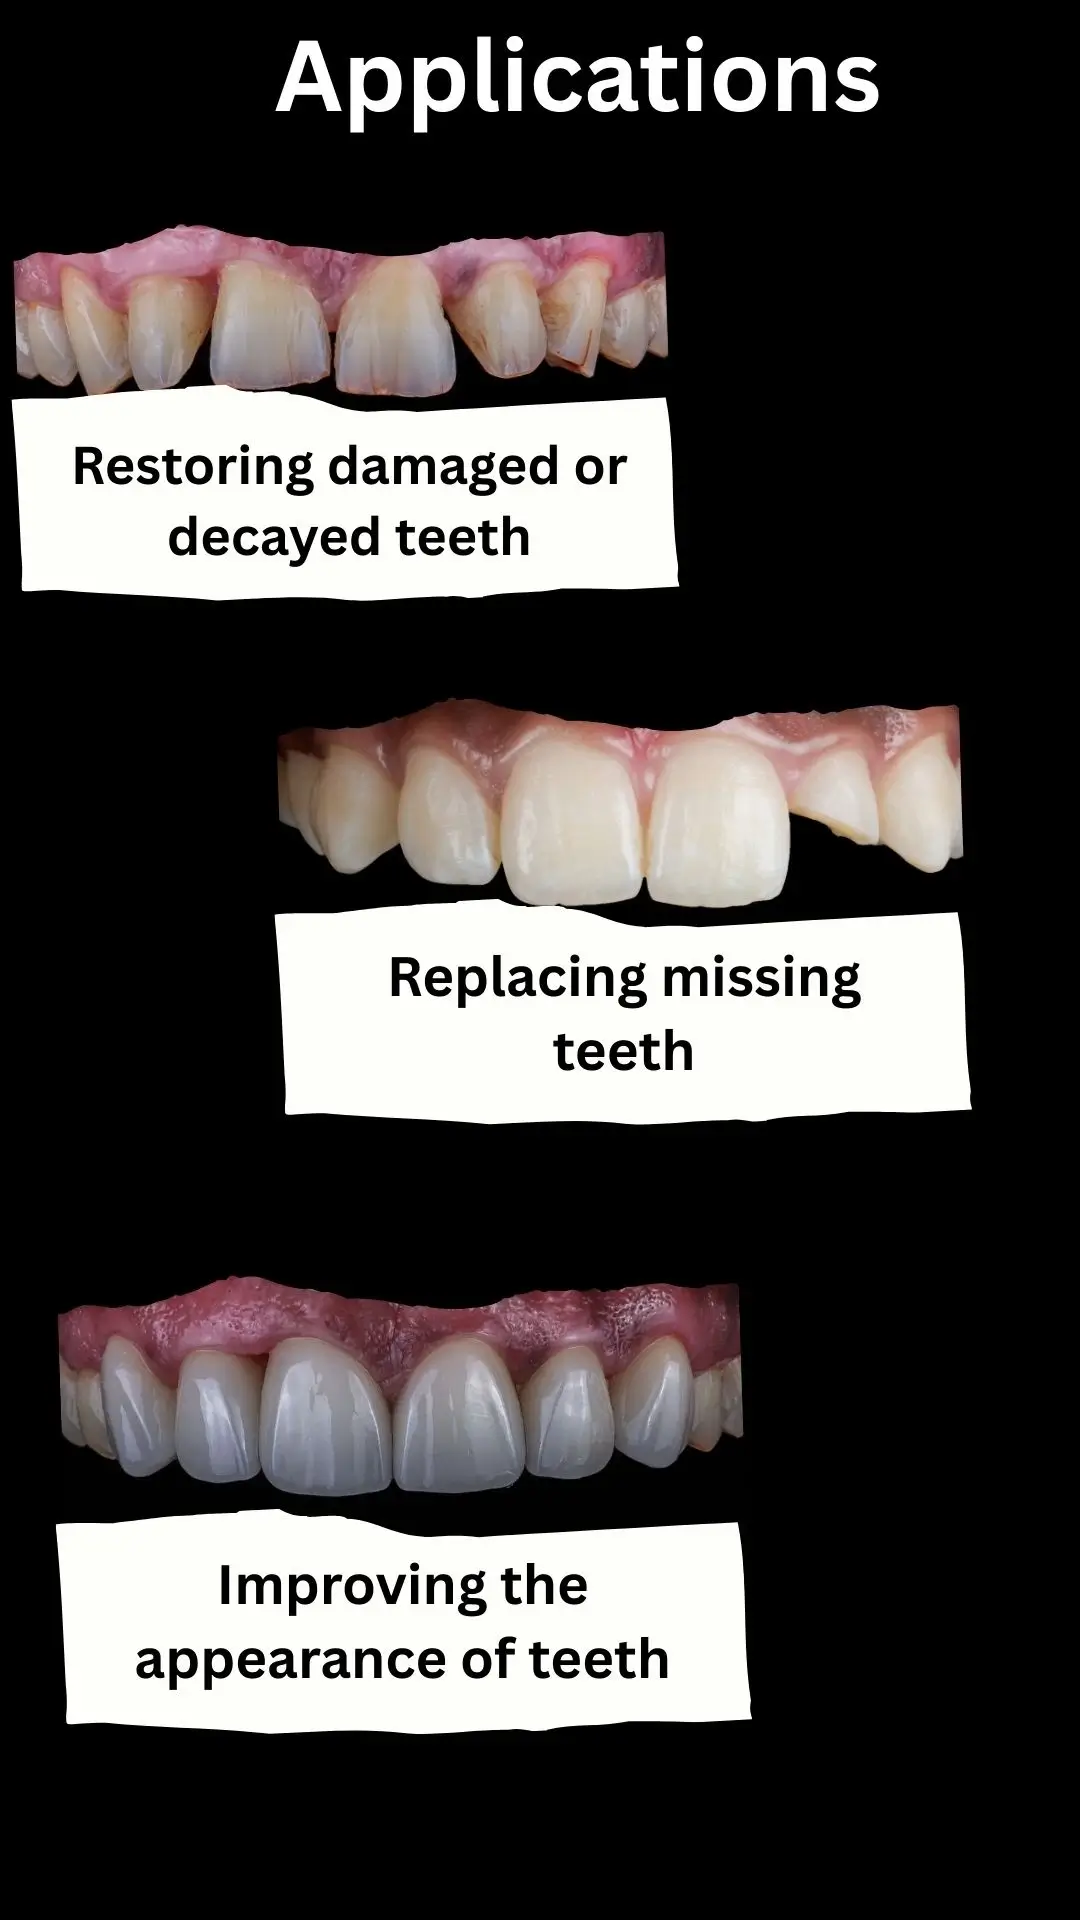 Applications
Restoring damaged or
decayed teeth
Replacing missing
teeth
Improving the
appearance of teeth